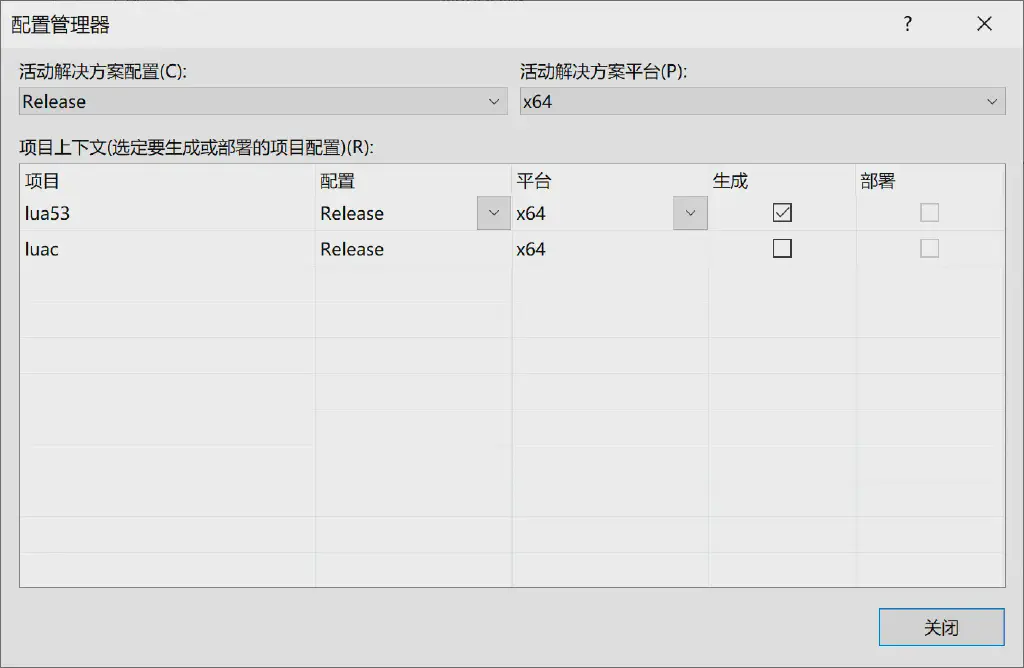 配置管理器 ?
活动解决方案配置(C): 活动解决方案平台(P):
Release x64
项目上下文(选定要生成或部署的项目配置)(R):
项目 配置 平台 生成 部署
lua53 Release x64
luac Release x64
关闭